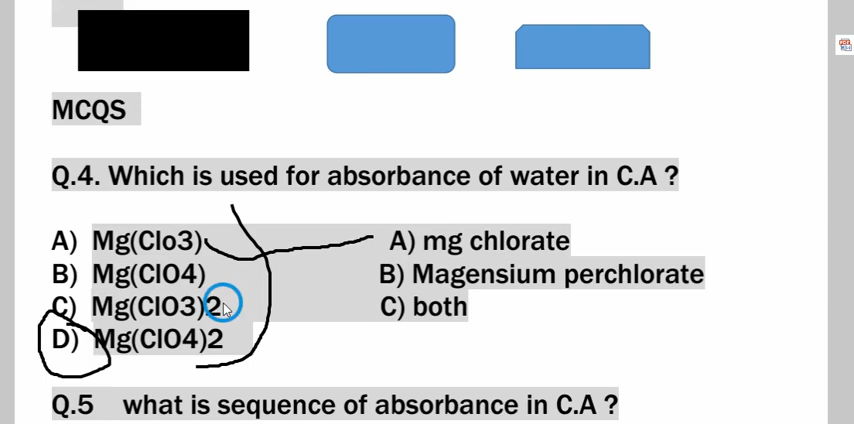 MCQS
Q.4. Which is used for absorbance of water in C.A ?
A) Mg(Clo3) A) mg chlorate
B) Mg(ClO4) B) Magensium perchlorate
C) Mg(ClO3)2 C) both
D) Mg(ClO4)2
Q.5 what is sequence of absorbance in C.A ?